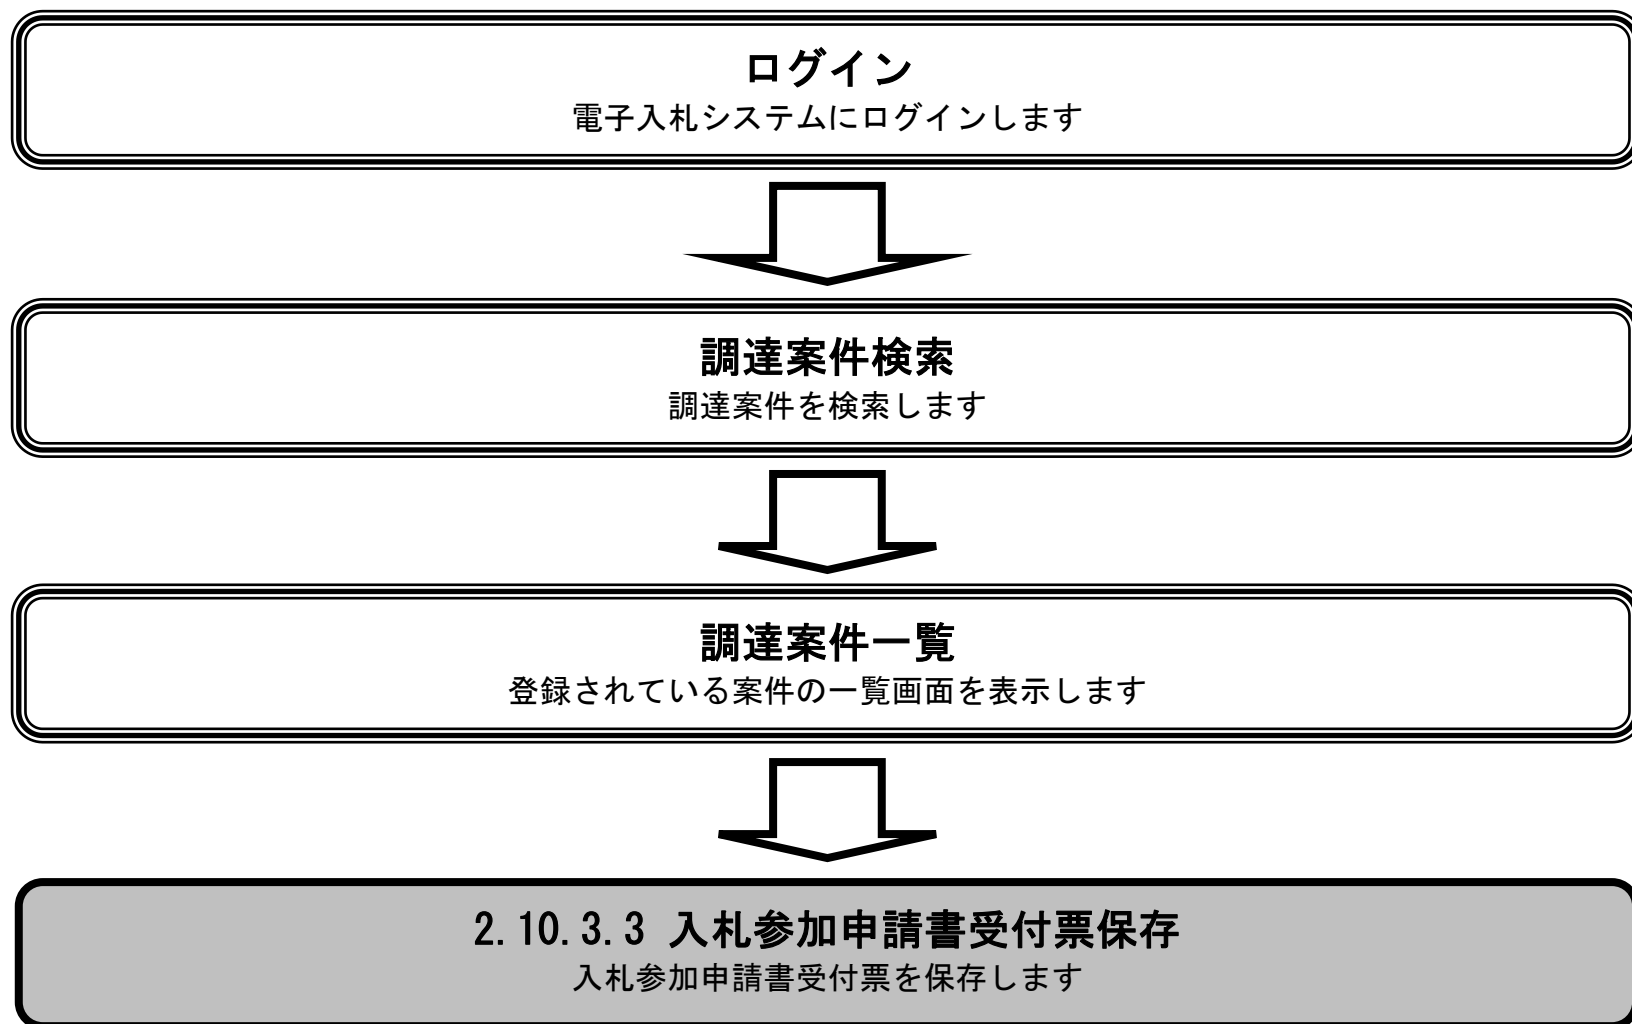 ログイン
電子入札システムにログインします
調達案件検索
調達案件を検索します
調達案件一覧
登録されている案件の一覧画面を表示します
2.10.3.3 入札参加申請書受付票保存
入札参加申請書受付票を保存します